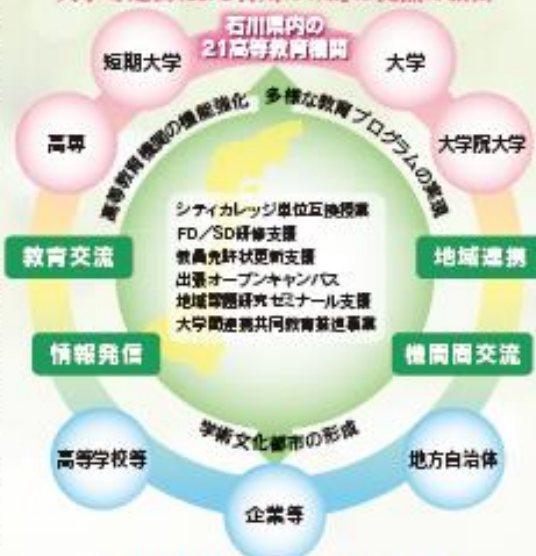 石川県内の
21高等教育機関
短期大学
大学
高専
大学院大学
高等教育機関の機能強化
多様な教育プログラムの実現
シティカレッジ単位互換授業
FD/SD研修支援
教員免許状更新支援
出張オープンキャンパス
地域課題研究ゼミナール支援
大学間連携共同教育推進事業
教育交流
地域連携
情報発信
機関間交流
学術文化都市の形成
高等学校等
地方自治体
企業等